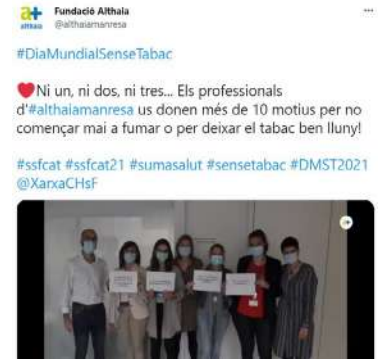 Fundació Althaia
@althaiamanresa
althaia
#DiaMundialSenseTabac
❤️Ni un, ni dos, ni tres... Els professionals
d'#althaiamanresa us donen més de 10 motius per no
començar mai a fumar o per deixar el tabac ben lluny!
#ssfcat #ssfcat21 #sumasalut #sensetabac #DMST2021
@XarxaCHsF